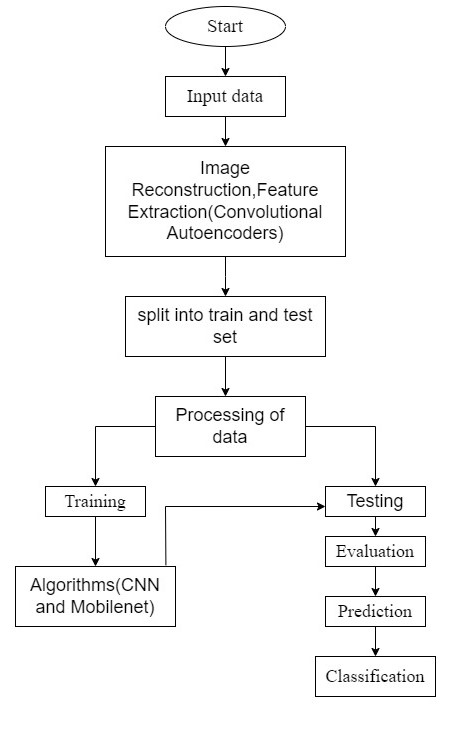 Start
Input data
Image
Reconstruction,Feature
Extraction(Convolutional
Autoencoders)
split into train and test
set
Processing of
data
Training
Testing
Algorithms(CNN
and Mobilenet)
Evaluation
Prediction
Classification